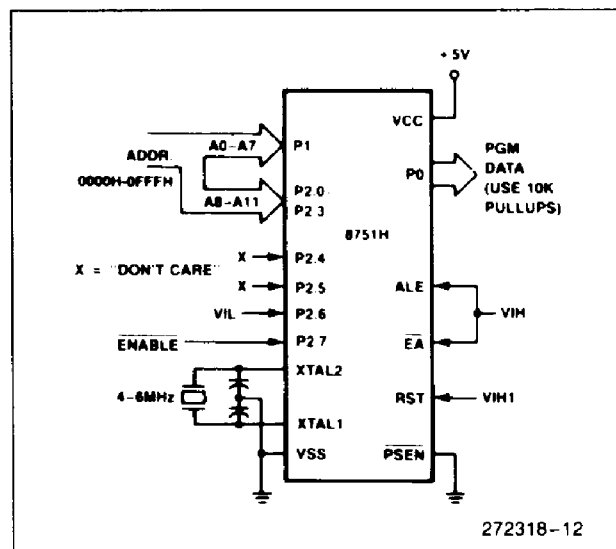 +5V
VCC
ADDR.
0000H-0FFFH
A0-A7
P1
A8-A11
P2.0-
P2.3
PGM
DATA
(USE 10K
PULLUPS)
P0
8751H
X = "DON'T CARE"
X
P2.4
X
P2.5
VIL
P2.6
ENABLE
P2.7
ALE
VIH
EA
4-6MHz
XTAL2
XTAL1
RST
VIH1
VSS
PSEN
272318-12